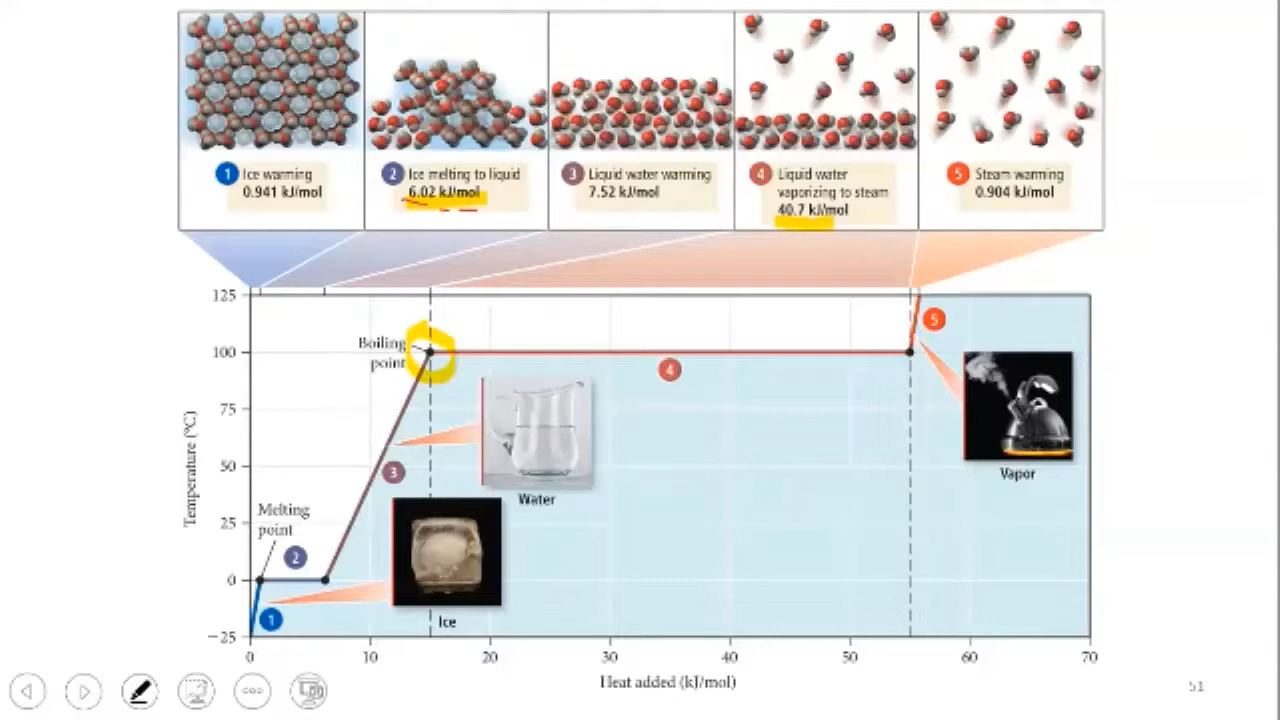 1 Ice warming
0.941 kJ/mol
2 Ice melting to liquid
6.02 kJ/mol
3 Liquid water warming
7.52 kJ/mol
4 Liquid water
vaporizing to steam
40.7 kJ/mol
5 Steam warming
0.904 kJ/mol
125
100
75
50
25
0
−25
Temperature (°C)
Boiling
point
Melting
point
1
2
3
4
5
Water
Ice
Vapor
0 10 20 30 40 50 60 70
Heat added (kJ/mol)
51